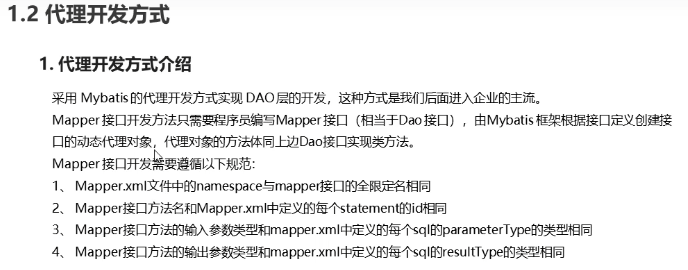 1.2 代理开发方式
1. 代理开发方式介绍
采用 Mybatis 的代理开发方式实现 DAO 层的开发，这种方式是我们后面进入企业的主流。
Mapper 接口开发方法只需要程序员编写Mapper 接口（相当于Dao 接口），由Mybatis 框架根据接口定义创建接
口的动态代理对象，代理对象的方法体同上边Dao接口实现类方法。
Mapper 接口开发需要遵循以下规范：
1、 Mapper.xml文件中的namespace与mapper接口的全限定名相同
2、 Mapper接口方法名和Mapper.xml中定义的每个statement的id相同
3、 Mapper接口方法的输入参数类型和mapper.xml中定义的每个sql的parameterType的类型相同
4、 Mapper接口方法的输出参数类型和mapper.xml中定义的每个sql的resultType的类型相同